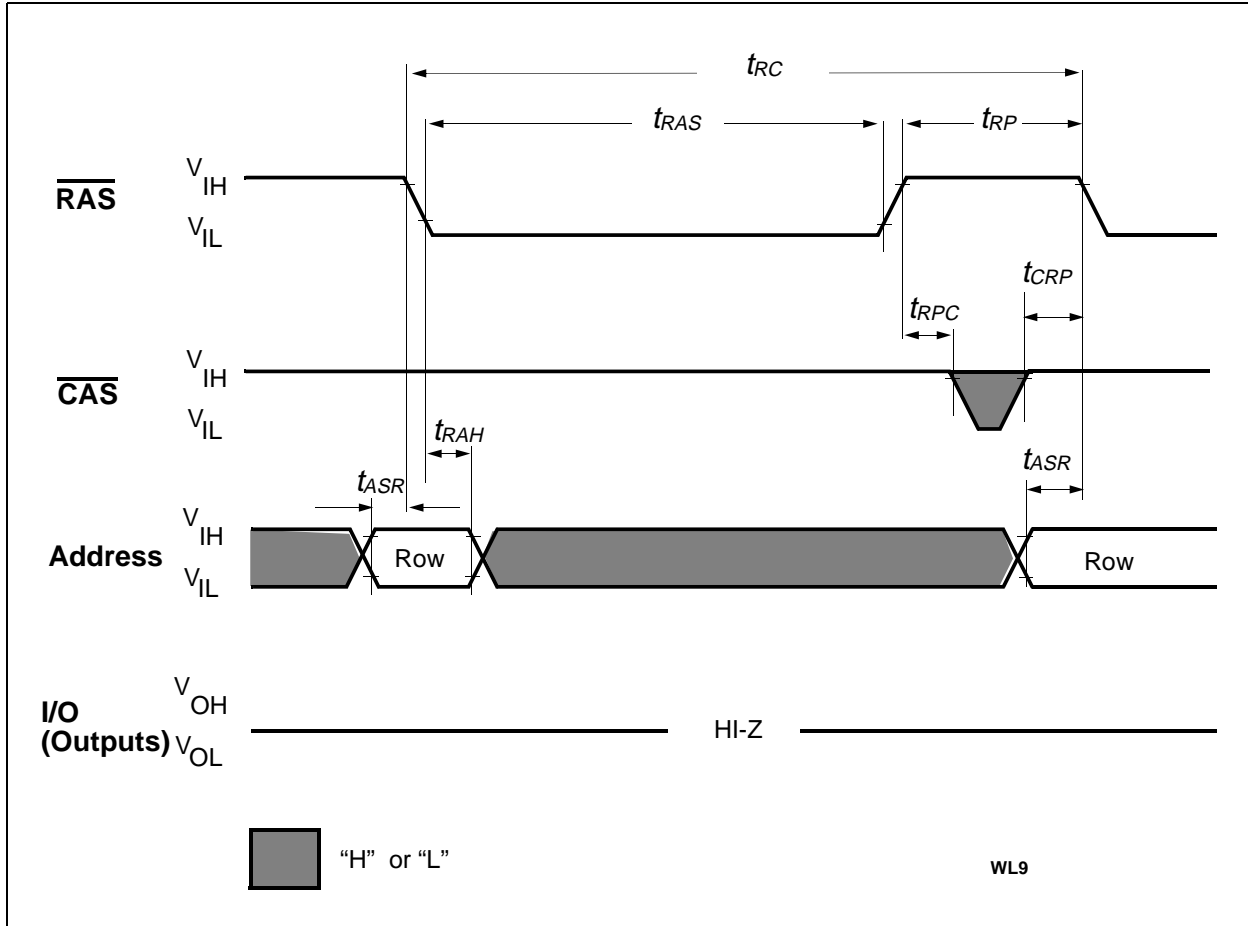 tRC
tRAS
tRP
RAS
VIH
VIL
tCRP
tRPC
CAS
VIH
VIL
tRAH
tASR
tASR
Address
VIH
VIL
Row
Row
I/O
(Outputs)
VOH
VOL
HI-Z
“H” or “L”
WL9